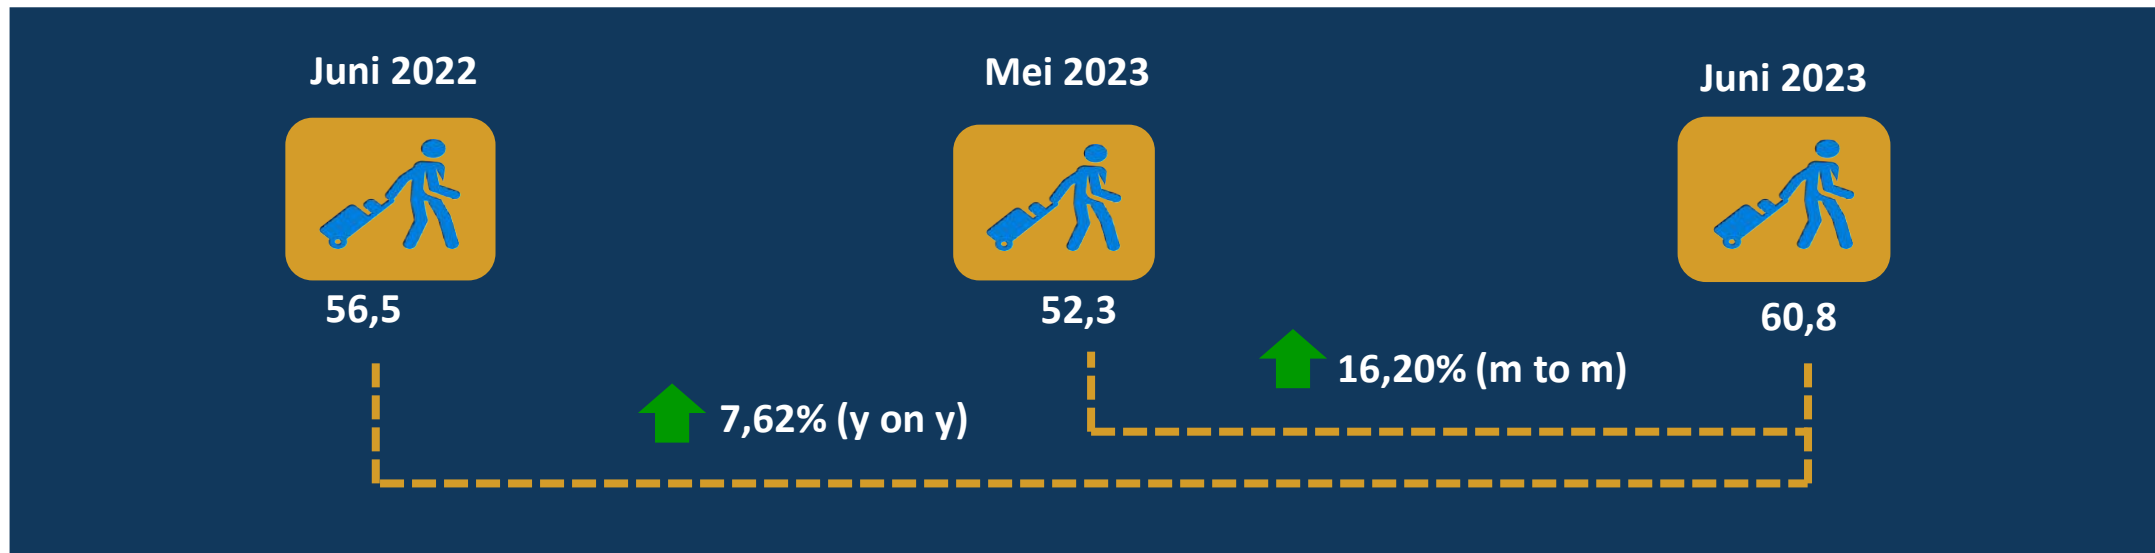 Juni 2022
Mei 2023
Juni 2023
56,5
52,3
60,8
16,20% (m to m)
7,62% (y on y)